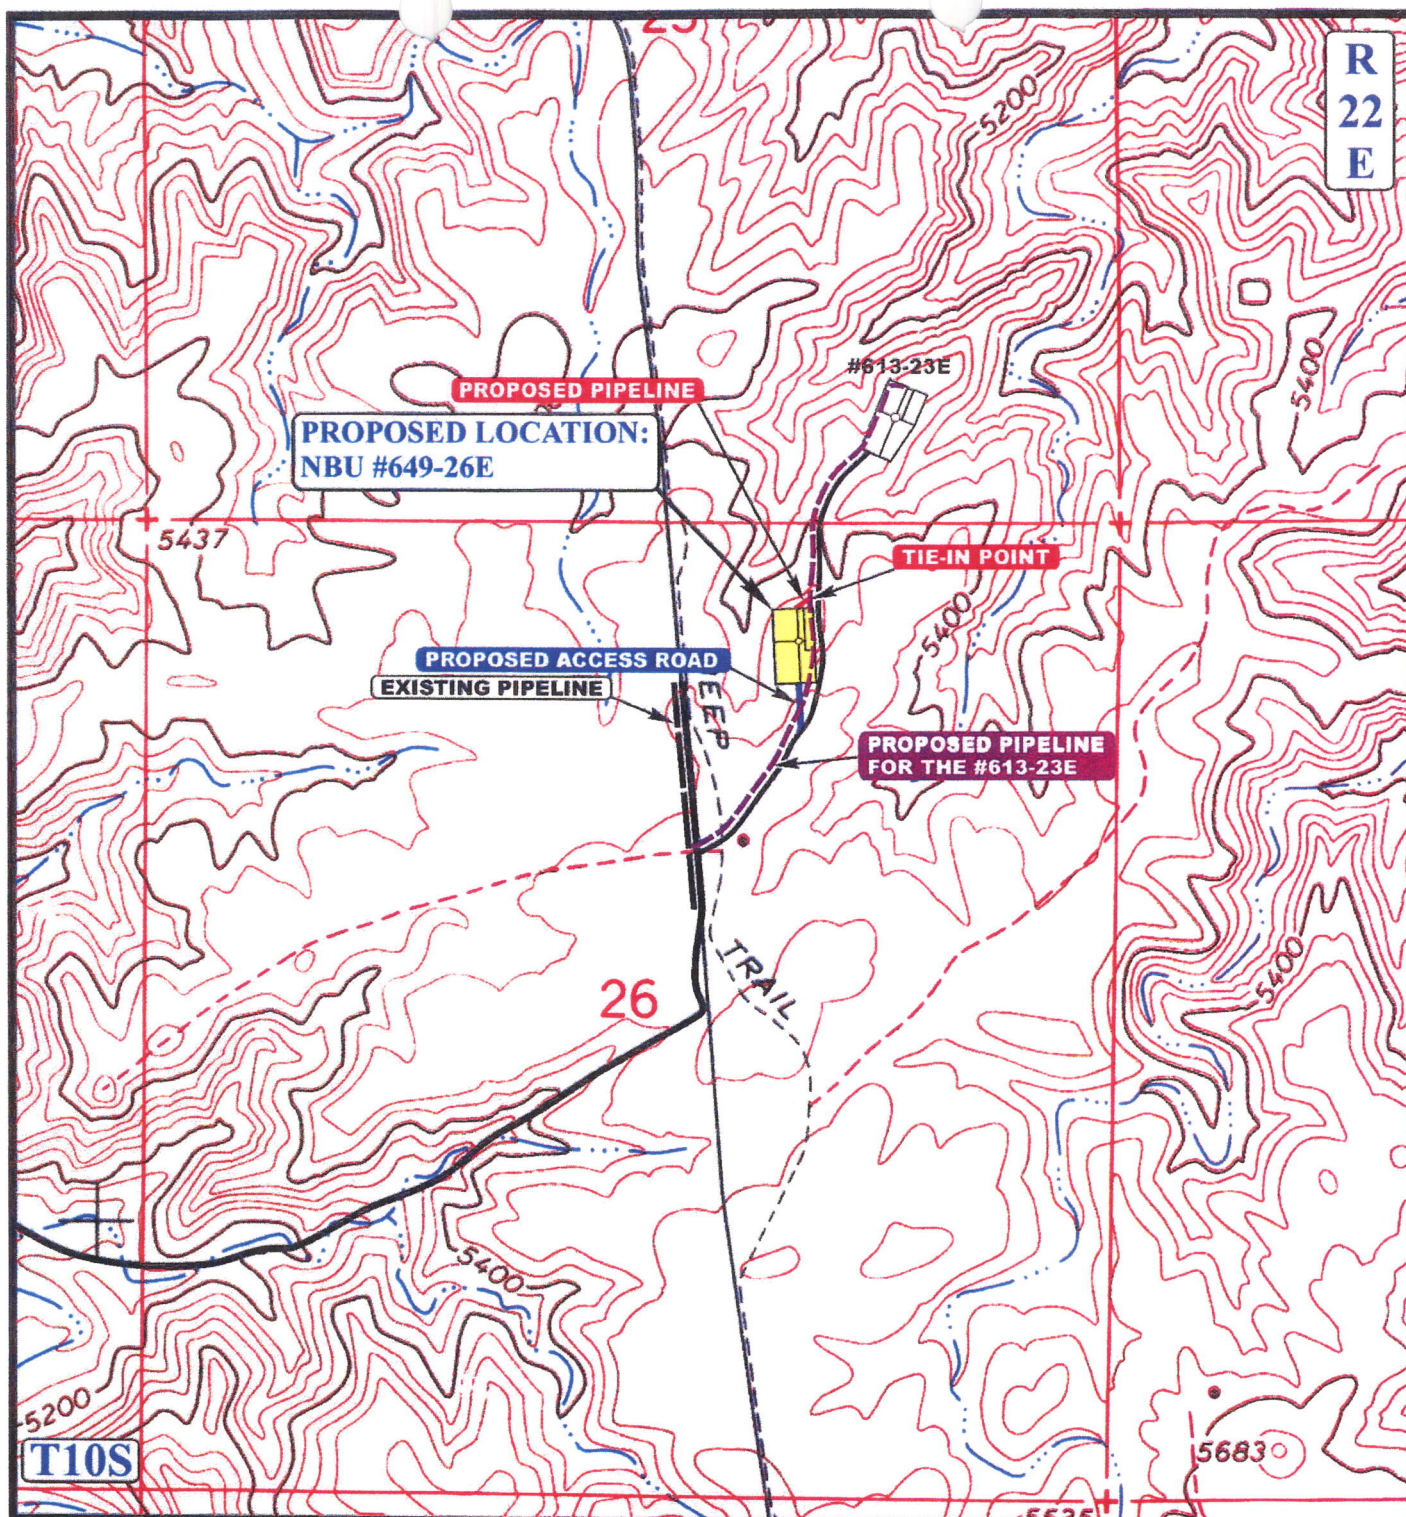 R
22
E
5200
5400
#613-23E
PROPOSED PIPELINE
PROPOSED LOCATION:
NBU #649-26E
5437
TIE-IN POINT
5400
PROPOSED ACCESS ROAD
EXISTING PIPELINE
EEP
PROPOSED PIPELINE
FOR THE #613-23E
TRAIL
26
5400
5400
5200
T10S
5683